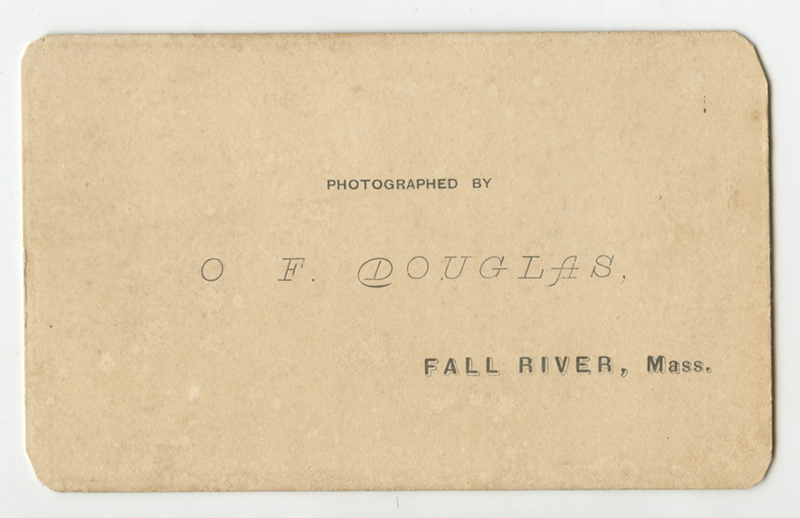 PHOTOGRAPHED BY
O F. DOUGLAS,
FALL RIVER, Mass.